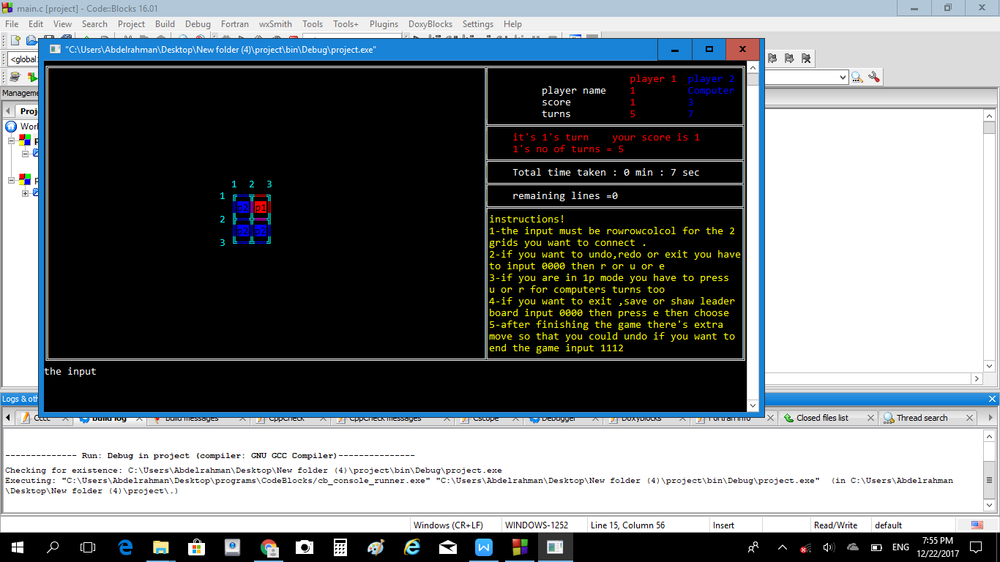 main.c [project] - Code::Blocks 16.01
File Edit View Search Project Build Debug Fortran wxSmith Tools Tools+ Plugins DoxyBlocks Settings Help
"C:\Users\Abdelrahman\Desktop\New folder (4)\project\bin\Debug\project.exe"
<global
Manageme
Proj
Work
p
p
player 1 player 2
player name 1 Computer
score 1 3
turns 5 7
it's 1's turn your score is 1
1's no of turns = 5
Total time taken : 0 min : 7 sec
remaining lines =0
1 2 3
1
p2 p1
2
p2 p2
3
instructions!
1-the input must be rowrowcolcol for the 2
grids you want to connect .
2-if you want to undo,redo or exit you have
to input 0000 then r or u or e
3-if you are in 1p mode you have to press
u or r for computers turns too
4-if you want to exit ,save or shaw leader
board input 0000 then press e then choose
5-after finishing the game there's extra
move so that you could undo if you want to
end the game input 1112
the input
Logs & oth
Cccc Build log Build messages CppCheck CppCheck messages Cscope Debugger DoxyBlocks Fortran info Closed files list Thread search
-------------- Run: Debug in project (compiler: GNU GCC Compiler)---------------
Checking for existence: C:\Users\Abdelrahman\Desktop\New folder (4)\project\bin\Debug\project.exe
Executing: "C:\Users\Abdelrahman\Desktop\programs\CodeBlocks/cb_console_runner.exe" "C:\Users\Abdelrahman\Desktop\New folder (4)\project\bin\Debug\project.exe" (in C:\Users\Abdelrahman
\Desktop\New folder (4)\project\.)
Windows (CR+LF) WINDOWS-1252 Line 15, Column 56 Insert Read/Write default
ENG 7:55 PM
12/22/2017